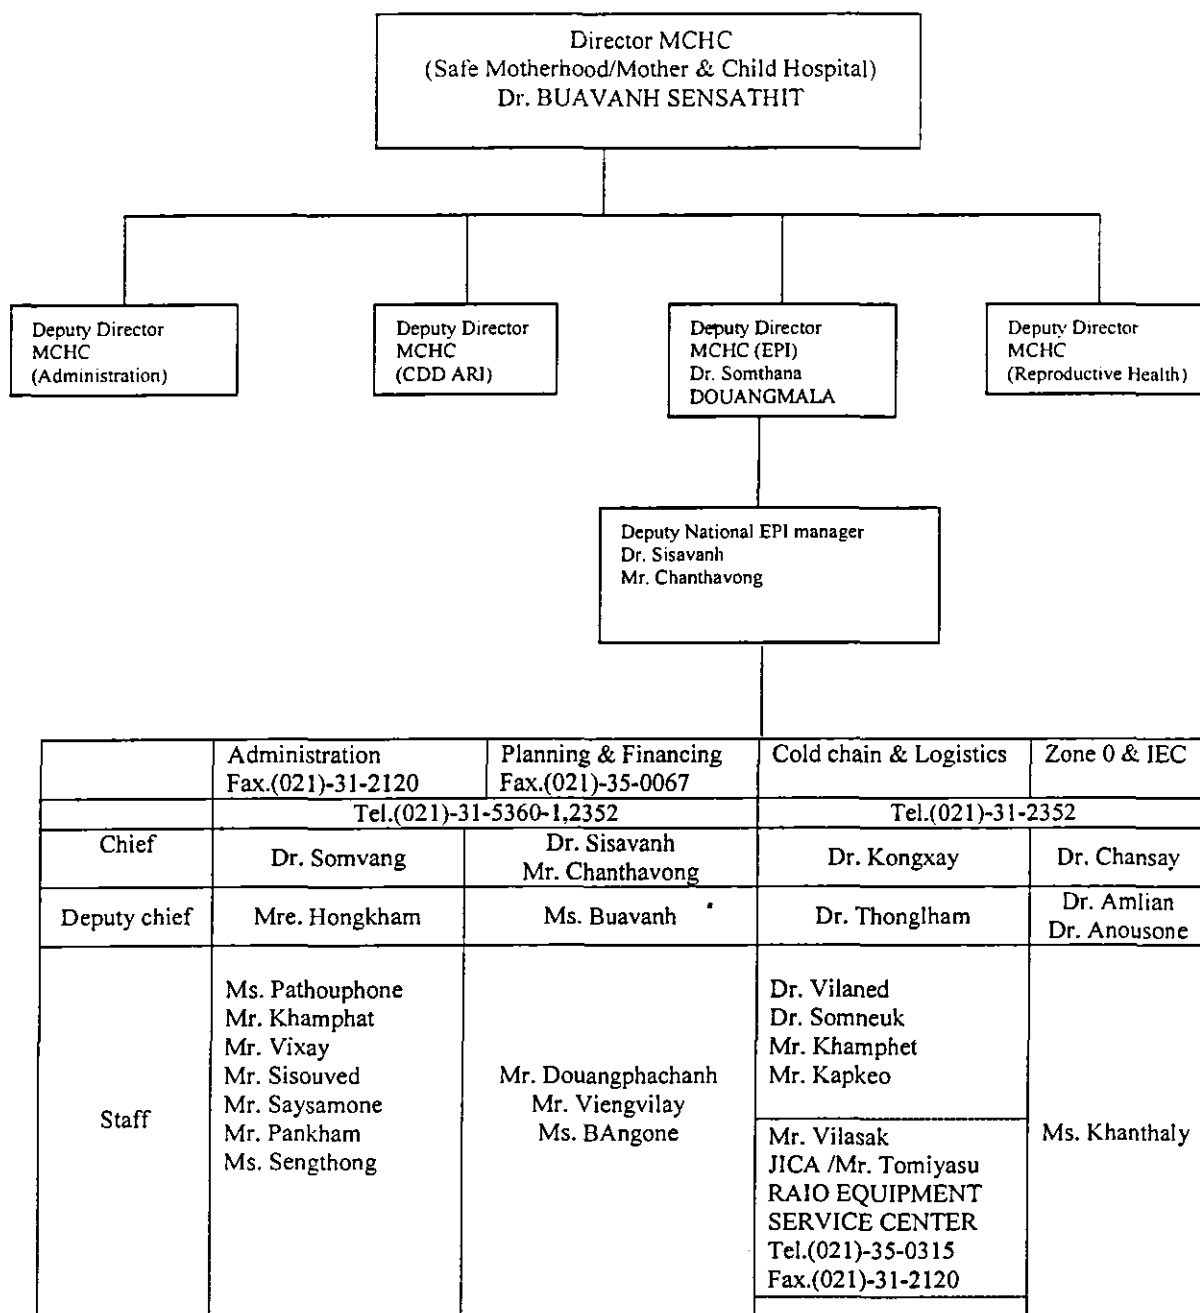 Director MCHC
(Safe Motherhood/Mother & Child Hospital)
Dr. BUAVANH SENSATHIT
Deputy Director
MCHC
(Administration)
Deputy Director
MCHC
(CDD ARI)
Deputy Director
MCHC (EPI)
Dr. Somthana
DOUANGMALA
Deputy Director
MCHC
(Reproductive Health)
Deputy National EPI manager
Dr. Sisavanh
Mr. Chanthavong
Administration
Fax.(021)-31-2120
Planning & Financing
Fax.(021)-35-0067
Cold chain & Logistics
Zone 0 & IEC
Tel.(021)-31-5360-1,2352
Tel.(021)-31-2352
Chief
Dr. Somvang
Dr. Sisavanh
Mr. Chanthavong
Dr. Kongxay
Dr. Chansay
Deputy chief
Mre. Hongkham
Ms. Buavanh
Dr. Thonglham
Dr. Amlian
Dr. Anousone
Staff
Ms. Pathouphone
Mr. Khamphat
Mr. Vixay
Mr. Sisouved
Mr. Saysamone
Mr. Pankham
Ms. Sengthong
Mr. Douangphachanh
Mr. Viengvilay
Ms. BAngone
Dr. Vilaned
Dr. Somneuk
Mr. Khamphet
Mr. Kapkeo
Mr. Vilasak
JICA /Mr. Tomiyasu
RAIO EQUIPMENT
SERVICE CENTER
Tel.(021)-35-0315
Fax.(021)-31-2120
Ms. Khanthaly